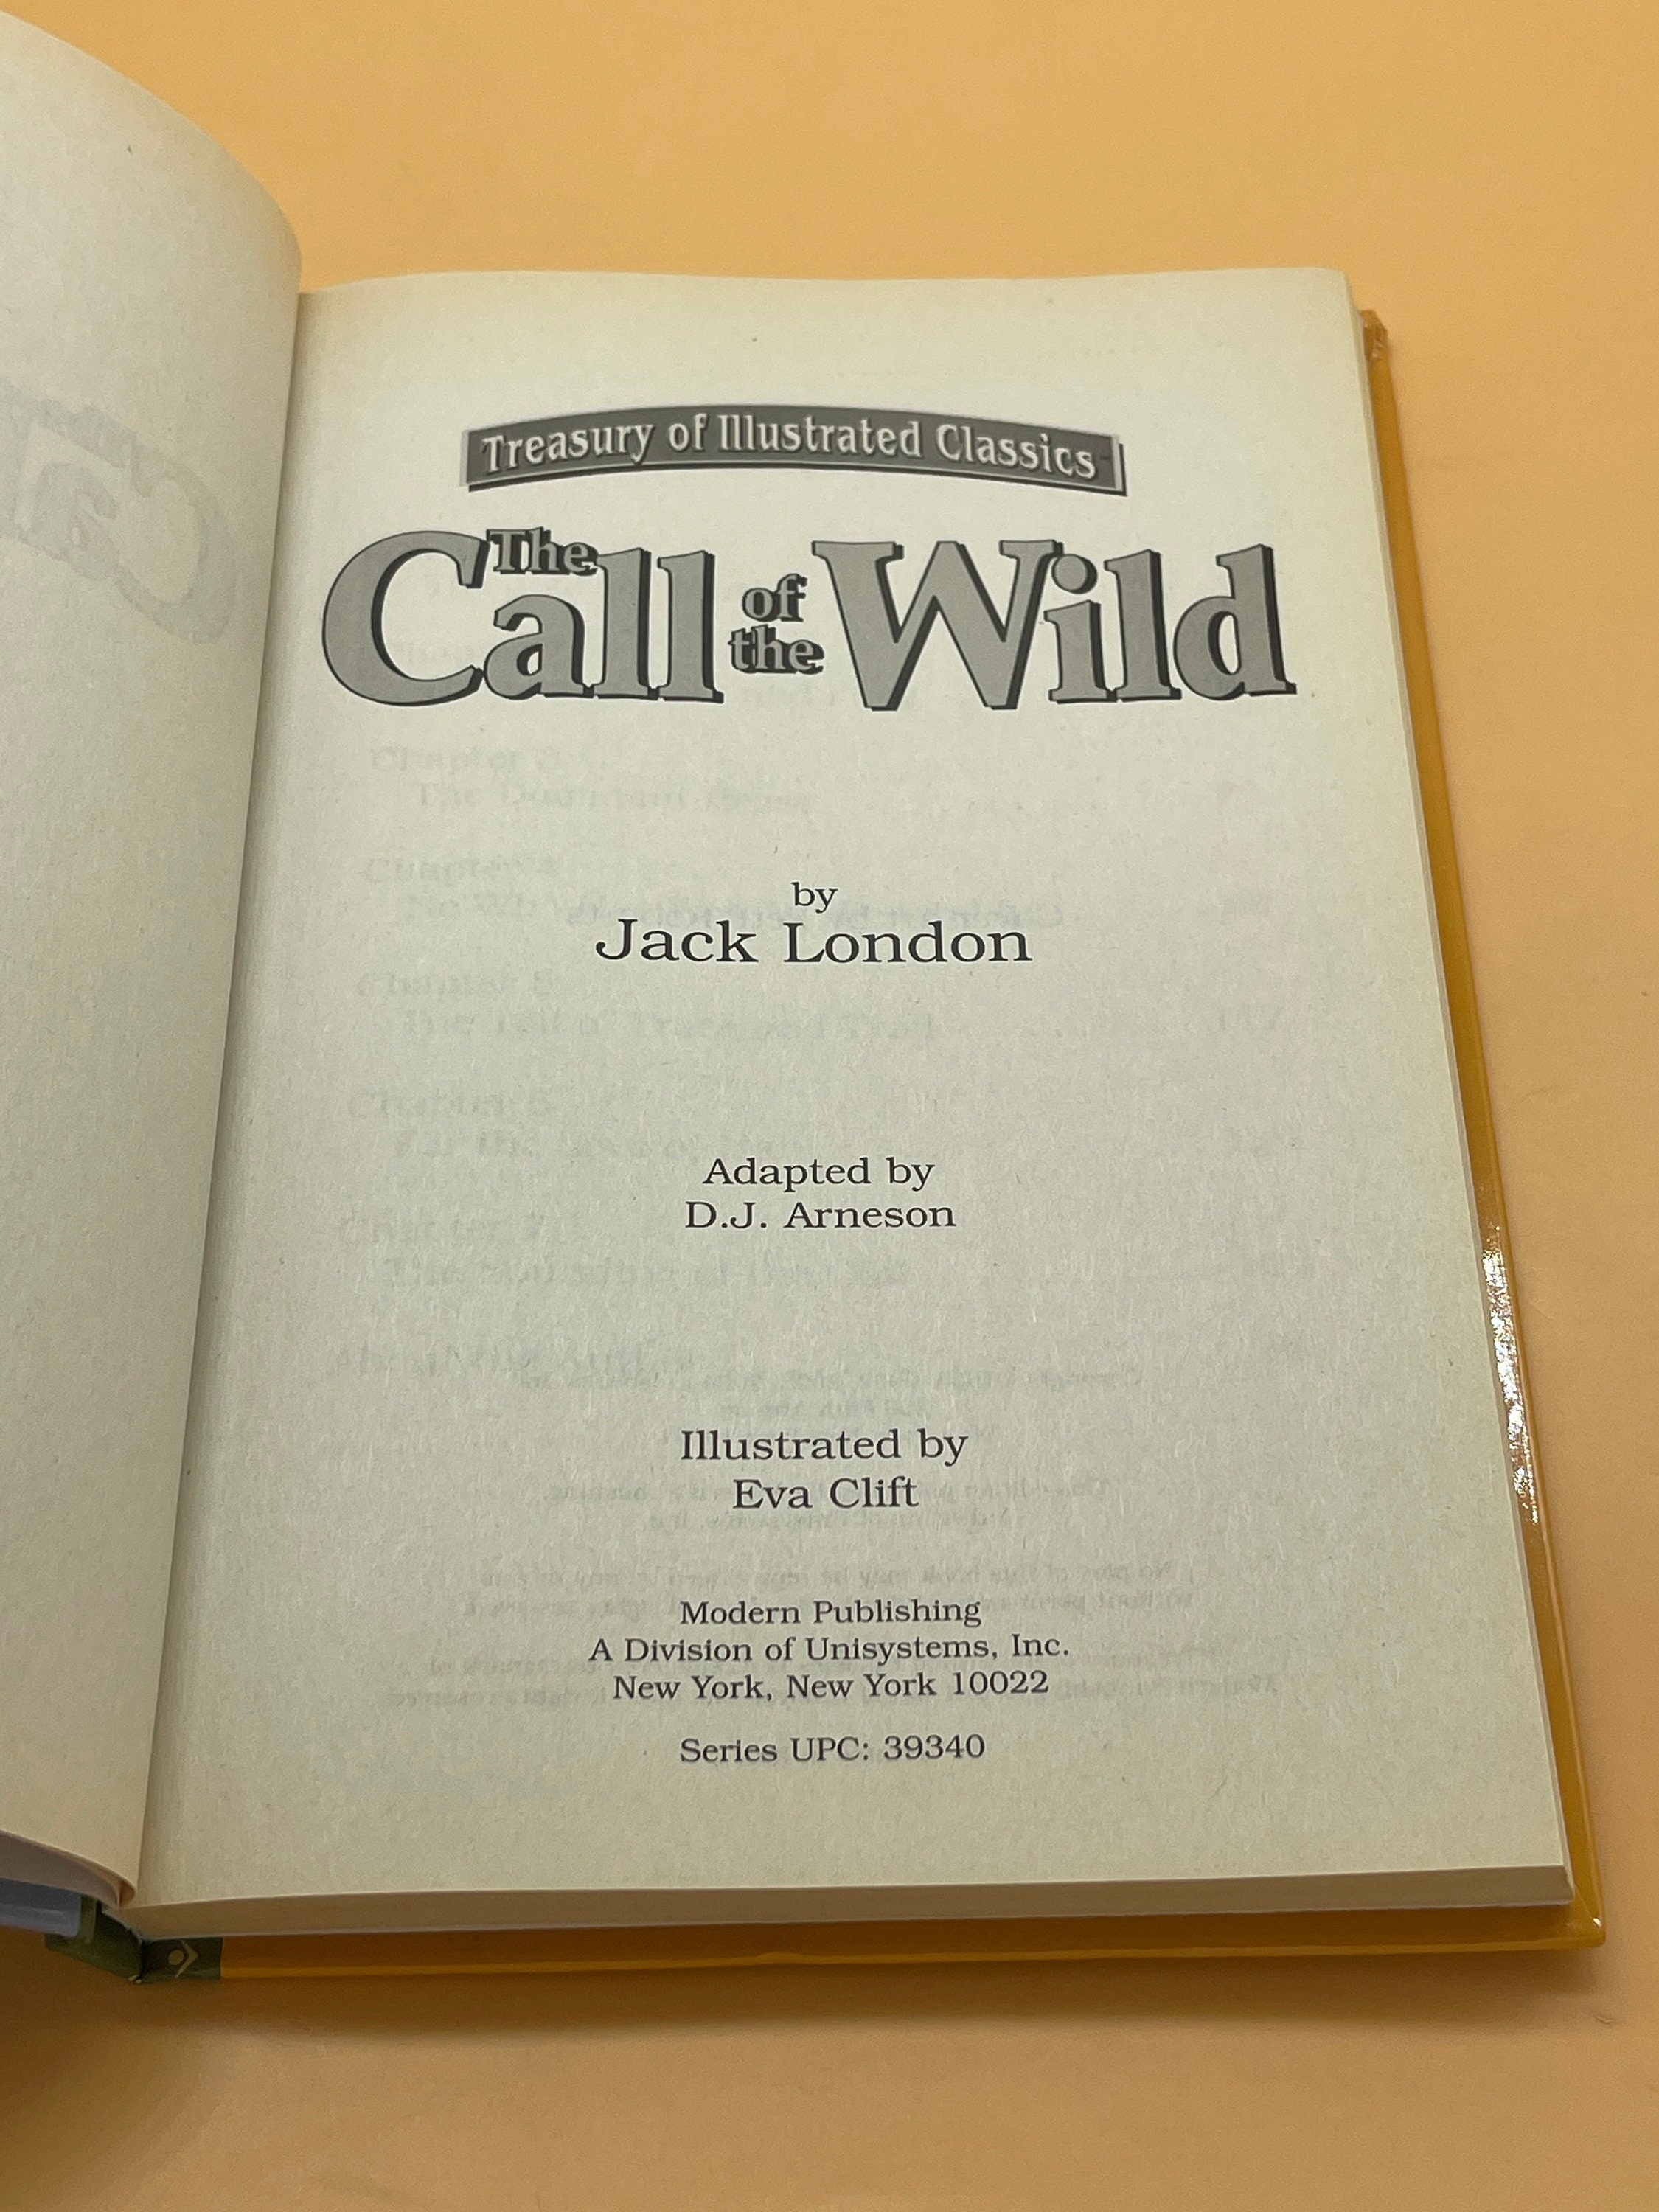 Treasury of Illustrated Classics
The
Call of the Wild
by
Jack London
Adapted by
D.J. Arneson
Illustrated by
Eva Clift
Modern Publishing
A Division of Unisystems, Inc.
New York, New York 10022
Series UPC: 39340